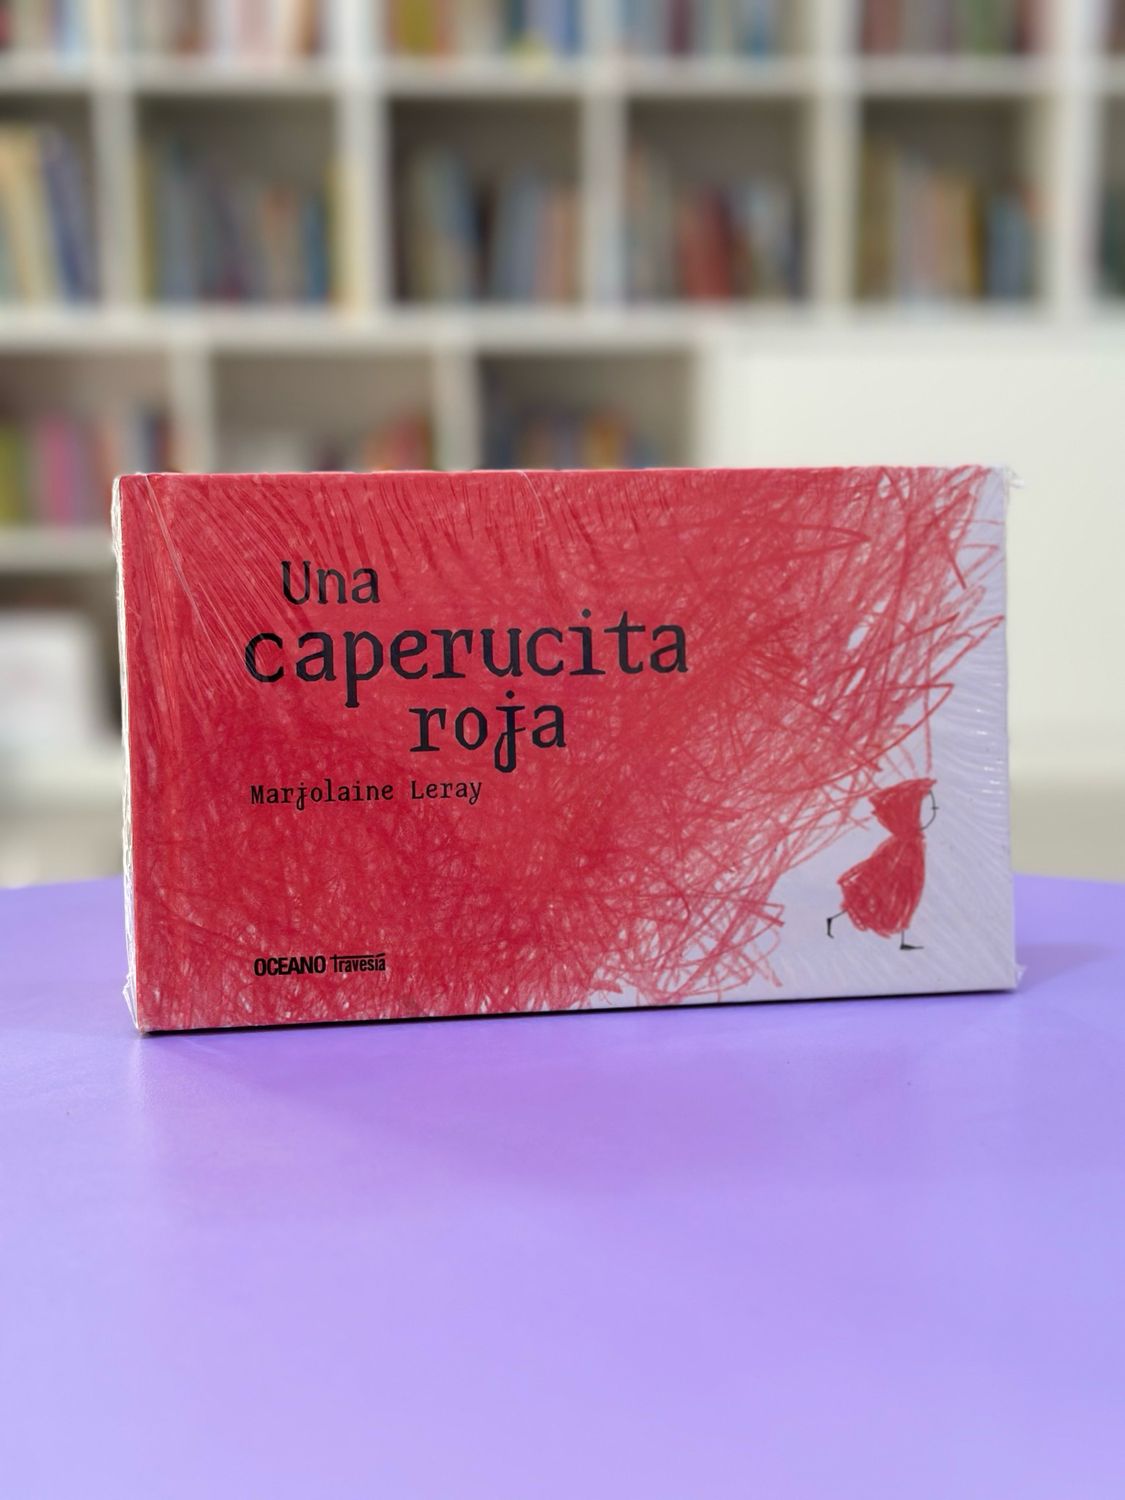 Una
caperucita
roja
Marjolaine Leray
OCEANO Travesía